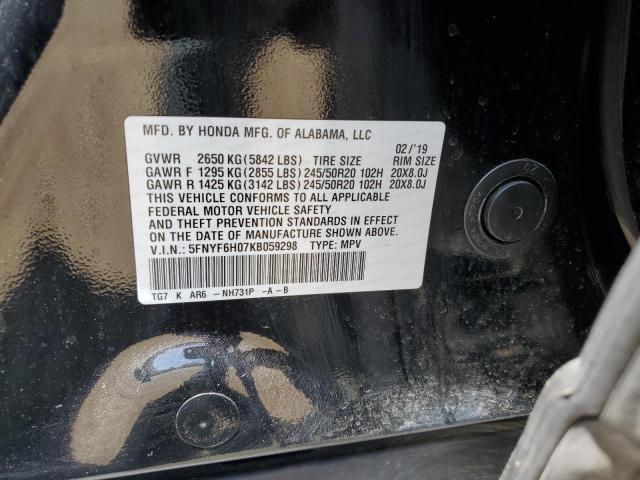 MFD. BY HONDA MFG. OF ALABAMA, LLC
02/'19
GVWR 2650 KG(5842 LBS) TIRE SIZE RIM SIZE
GAWR F 1295 KG(2855 LBS) 245/50R20 102H 20X8.0J
GAWR R 1425 KG(3142 LBS) 245/50R20 102H 20X8.0J
THIS VEHICLE CONFORMS TO ALL APPLICABLE
FEDERAL MOTOR VEHICLE SAFETY
AND THEFT PREVENTION STANDARDS IN EFFECT
ON THE DATE OF MANUFACTURE SHOWN ABOVE.
V.I.N.: 5FNYF6H07KB059298 TYPE: MPV
TG7 K AR6 -NH731P -A-B